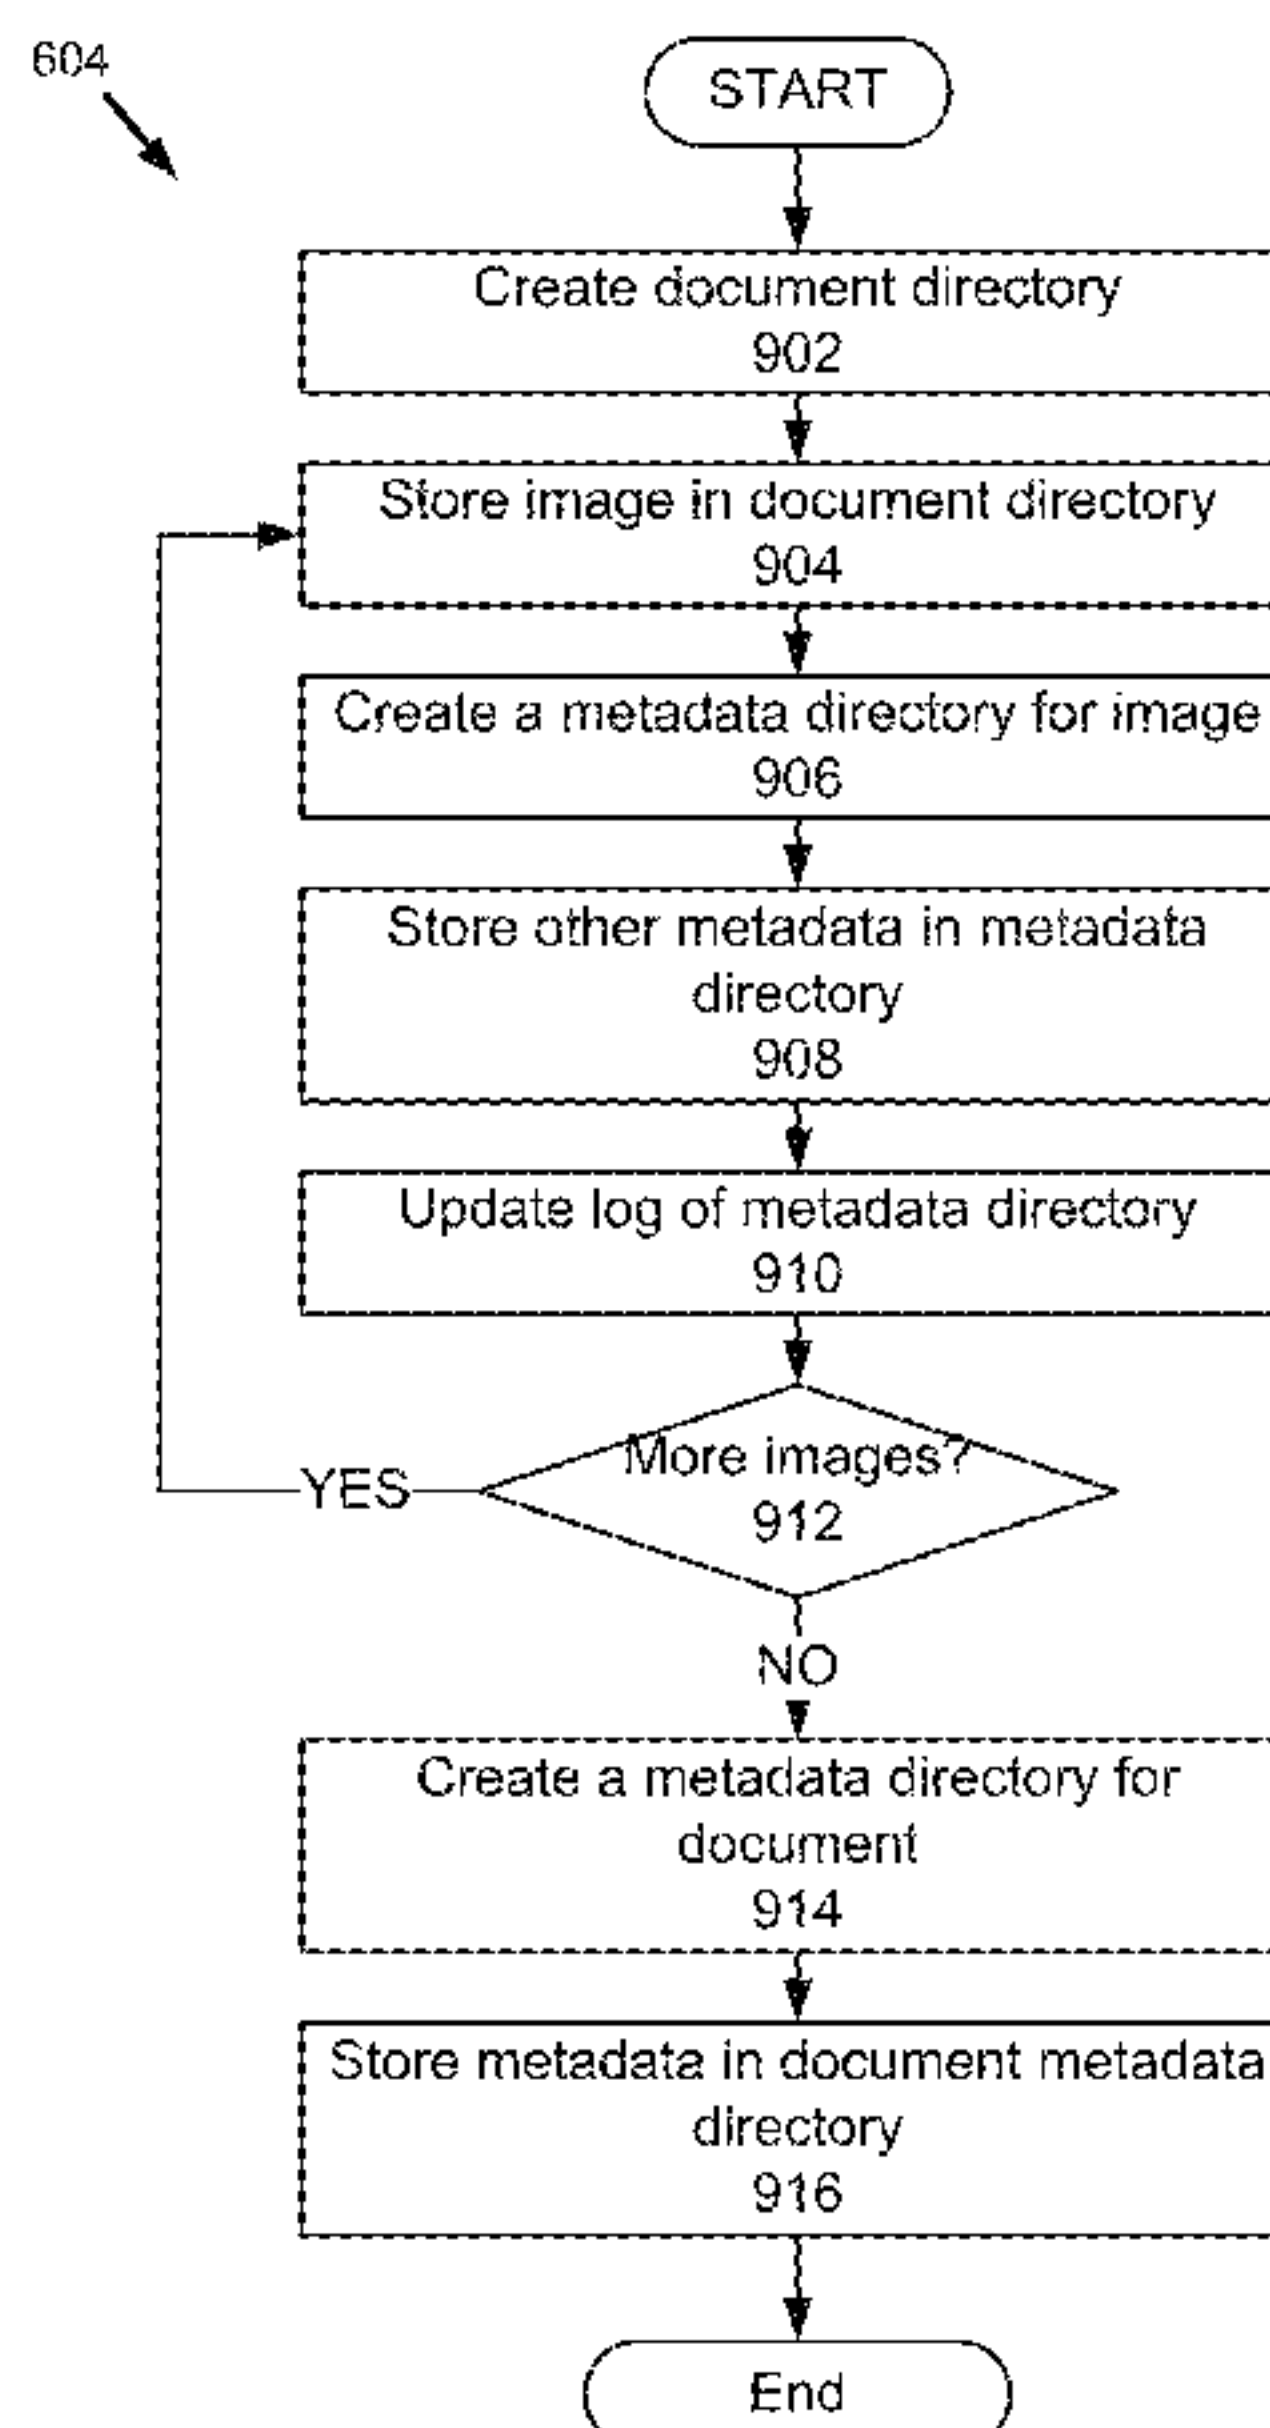 604
START
Create document directory
902
Store image in document directory
904
Create a metadata directory for image
906
Store other metadata in metadata
directory
908
Update log of metadata directory
910
More images?
912
YES
NO
Create a metadata directory for
document
914
Store metadata in document metadata
directory
916
End